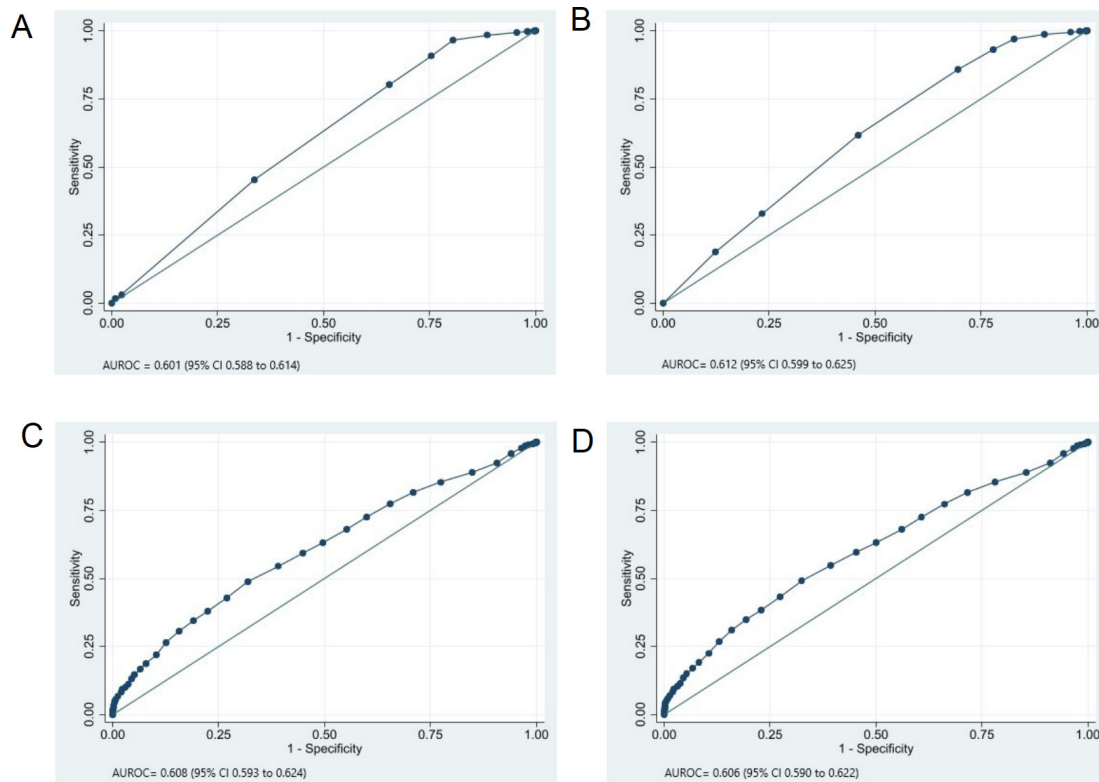 A
Sensitivity
1.00
0.75
0.50
0.25
0.00
0.00 0.25 0.50 0.75 1.00
1 - Specificity
AUROC = 0.601 (95% CI 0.588 to 0.614)
B
Sensitivity
1.00
0.75
0.50
0.25
0.00
0.00 0.25 0.50 0.75 1.00
1 - Specificity
AUROC= 0.612 (95% CI 0.599 to 0.625)
C
Sensitivity
1.00
0.75
0.50
0.25
0.00
0.00 0.25 0.50 0.75 1.00
1 - Specificity
AUROC= 0.608 (95% CI 0.593 to 0.624)
D
Sensitivity
1.00
0.75
0.50
0.25
0.00
0.00 0.25 0.50 0.75 1.00
1 - Specificity
AUROC= 0.606 (95% CI 0.590 to 0.622)